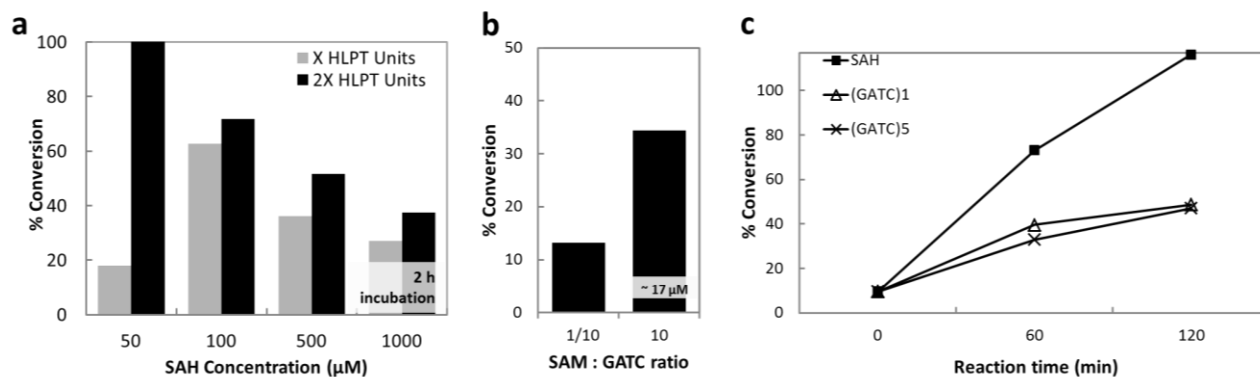 a
% Conversion
100
80
60
40
20
0
X HLPT Units
2X HLPT Units
2 h
incubation
50 100 500 1000
SAH Concentration (µM)
b
% Conversion
50
40
30
20
10
0
~ 17 µM
1/10 10
SAM : GATC ratio
c
% Conversion
100
80
60
40
20
0
SAH
(GATC)1
(GATC)5
0 60 120
Reaction time (min)